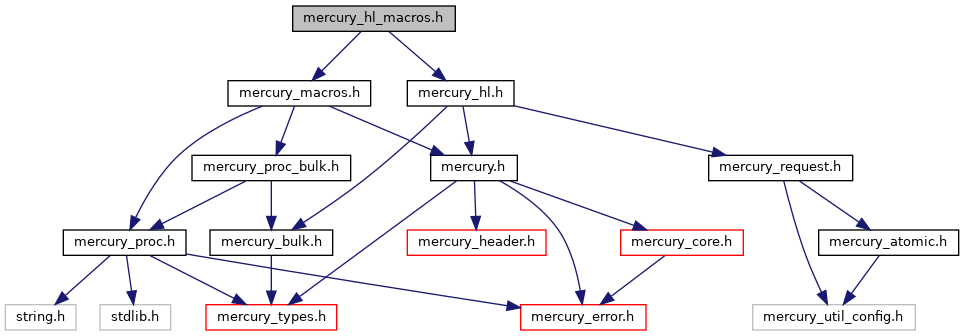 mercury_hl_macros.h
mercury_macros.h
mercury_hl.h
mercury_proc_bulk.h
mercury.h
mercury_request.h
mercury_proc.h
mercury_bulk.h
mercury_header.h
mercury_core.h
mercury_atomic.h
string.h
stdlib.h
mercury_types.h
mercury_error.h
mercury_util_config.h